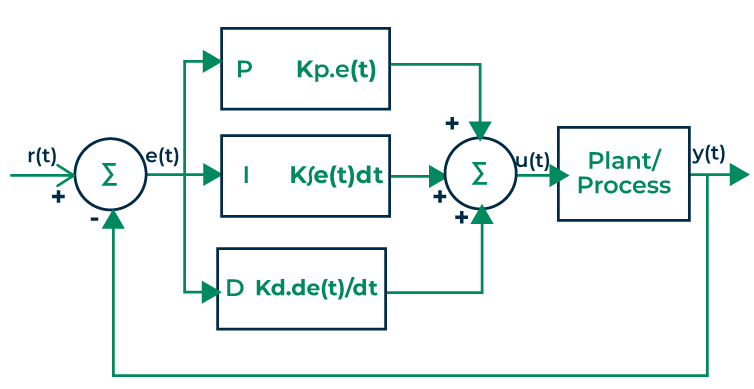 P Kp.e(t)
r(t)
+
-
Σ
e(t)
I K∫e(t)dt
D Kd.de(t)/dt
+
+
+
Σ
u(t)
Plant/
Process
y(t)